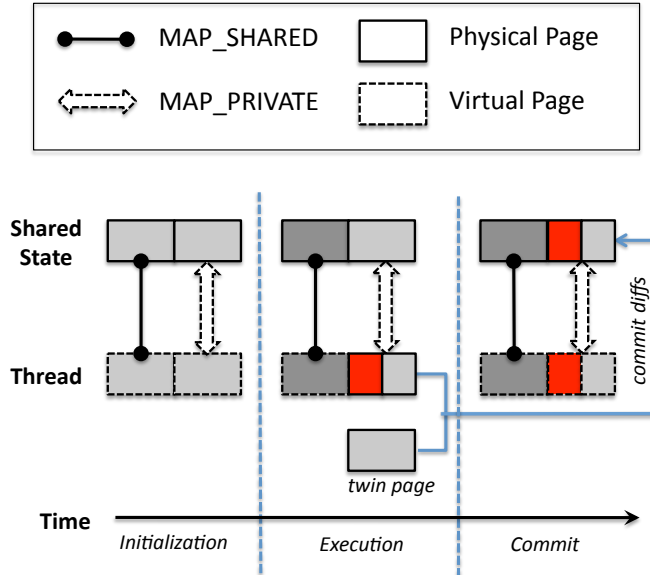 MAP_SHARED
Physical Page
MAP_PRIVATE
Virtual Page
Shared
State
Thread
commit diffs
twin page
Time
Initialization
Execution
Commit